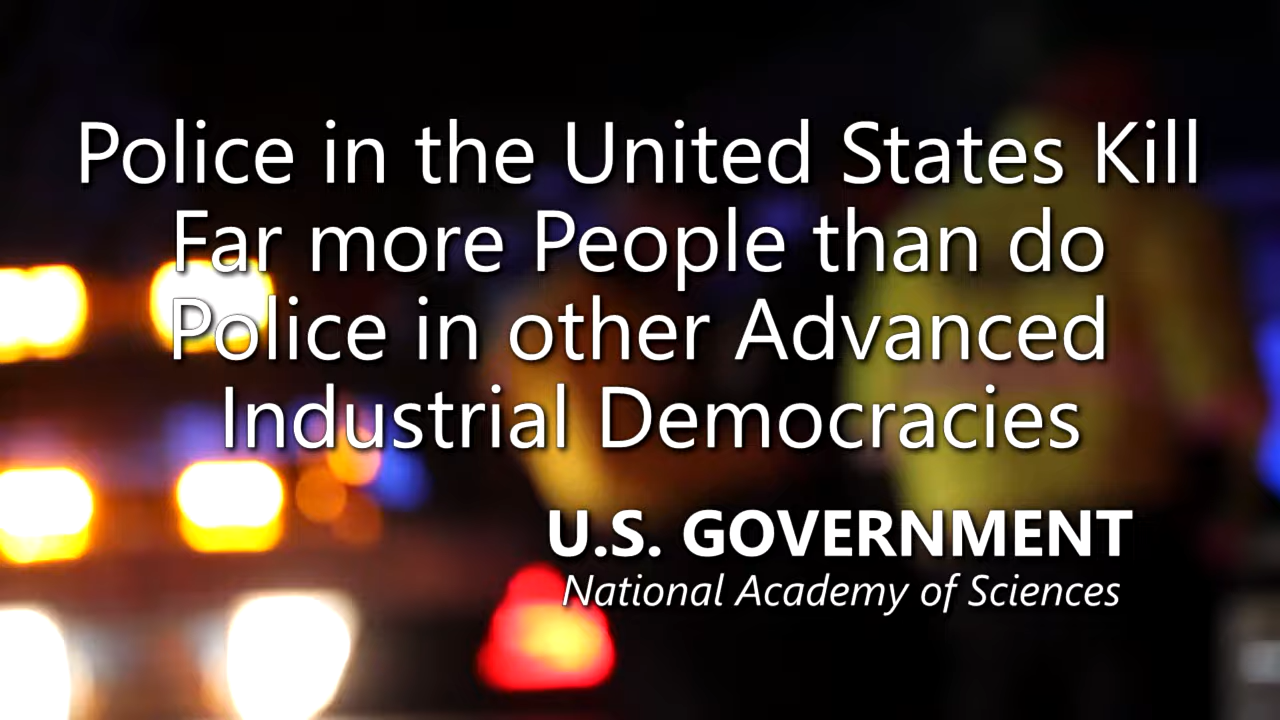 Police in the United States Kill
Far more People than do
Police in other Advanced
Industrial Democracies
U.S. GOVERNMENT
National Academy of Sciences